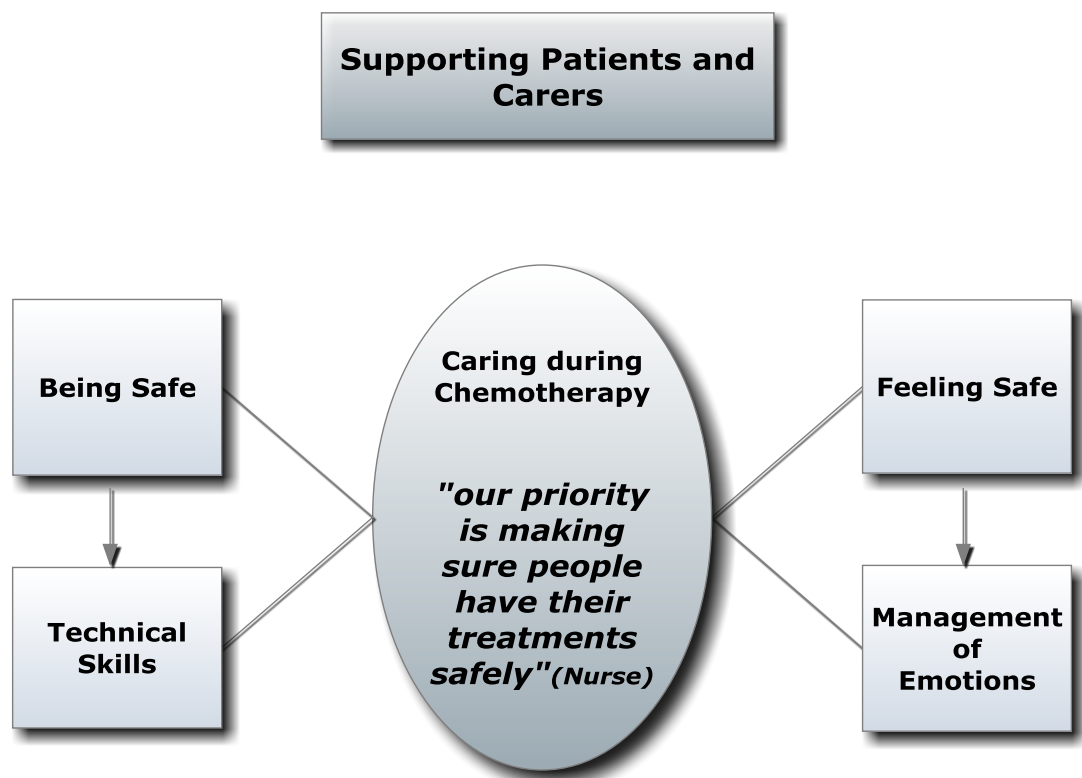 Supporting Patients and
Carers
Being Safe
Technical
Skills
Caring during
Chemotherapy
"our priority
is making
sure people
have their
treatments
safely"(Nurse)
Feeling Safe
Management
of
Emotions